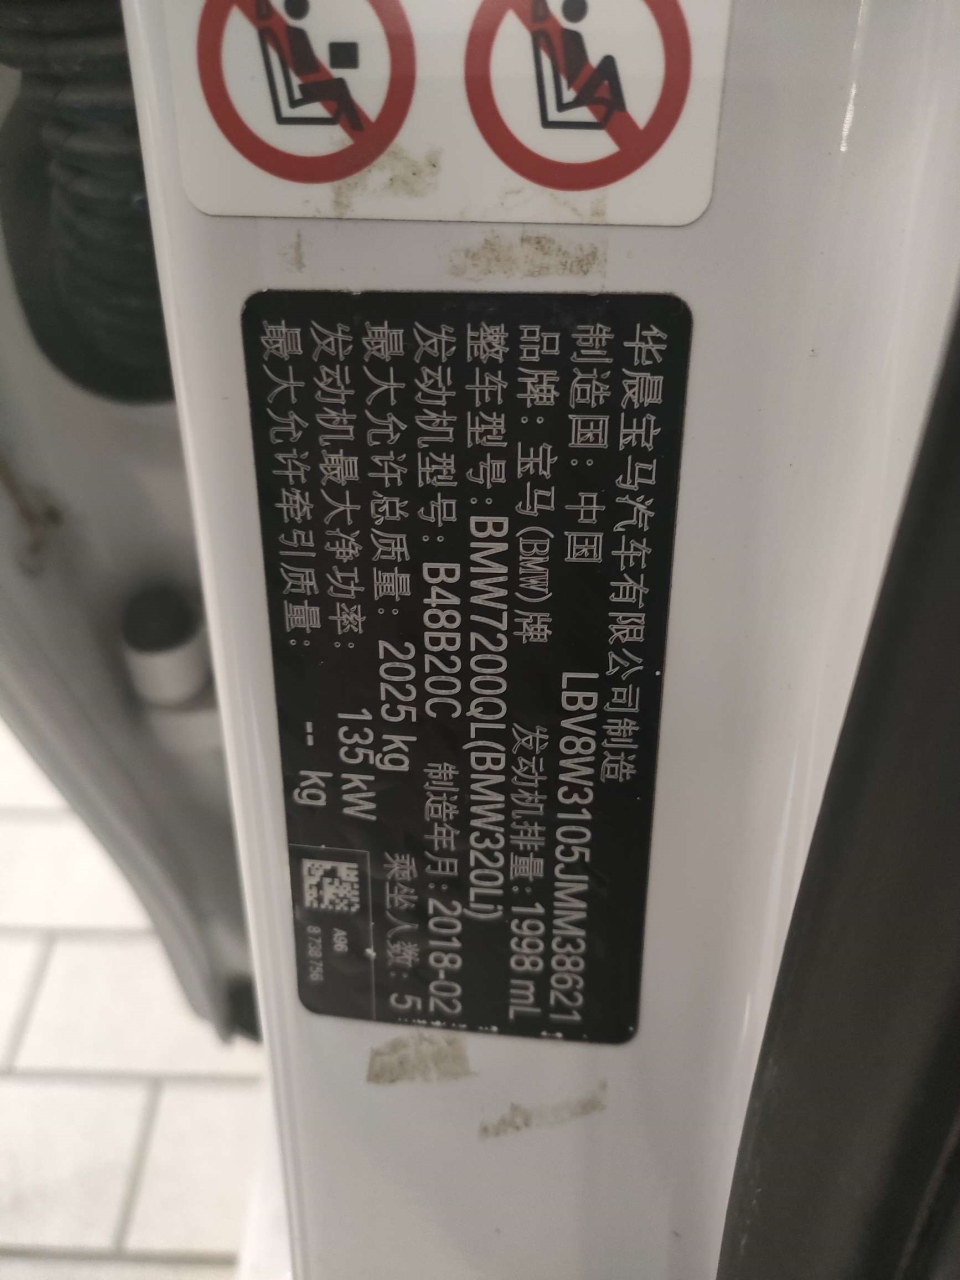 华晨宝马汽车有限公司制造
制造国：中国 LBV8W3105JMM38621
品牌：宝马(BMW)牌 发动机排量：1998 mL
整车型号：BMW7200QL(BMW320Li)
发动机型号：B48B20C 制造年月：2018-02
最大允许总质量：2025 kg 乘坐人数：5
发动机最大净功率：135 kW
最大允许牵引质量：-- kg
A96
8 738 756